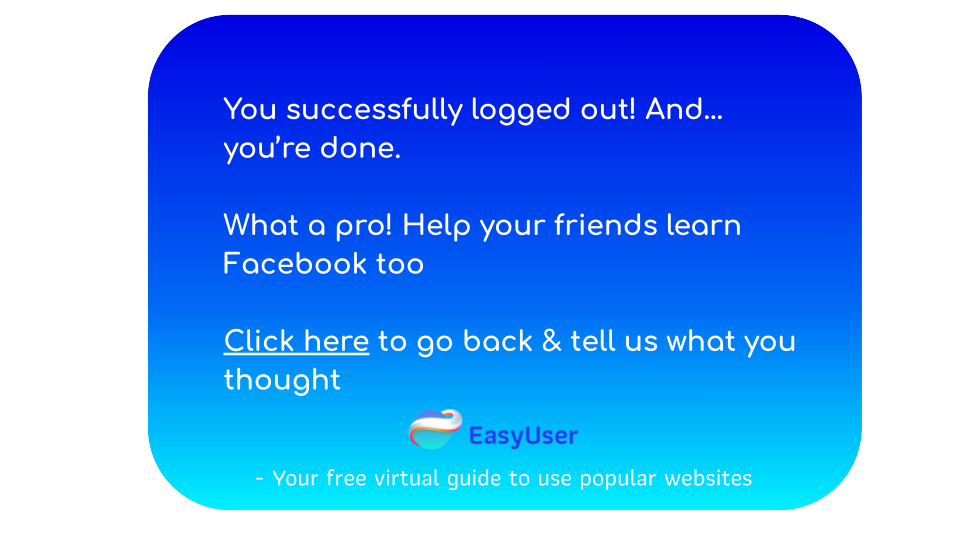 You successfully logged out! And...
you’re done.
What a pro! Help your friends learn
Facebook too
Click here to go back & tell us what you
thought
EasyUser
- Your free virtual guide to use popular websites